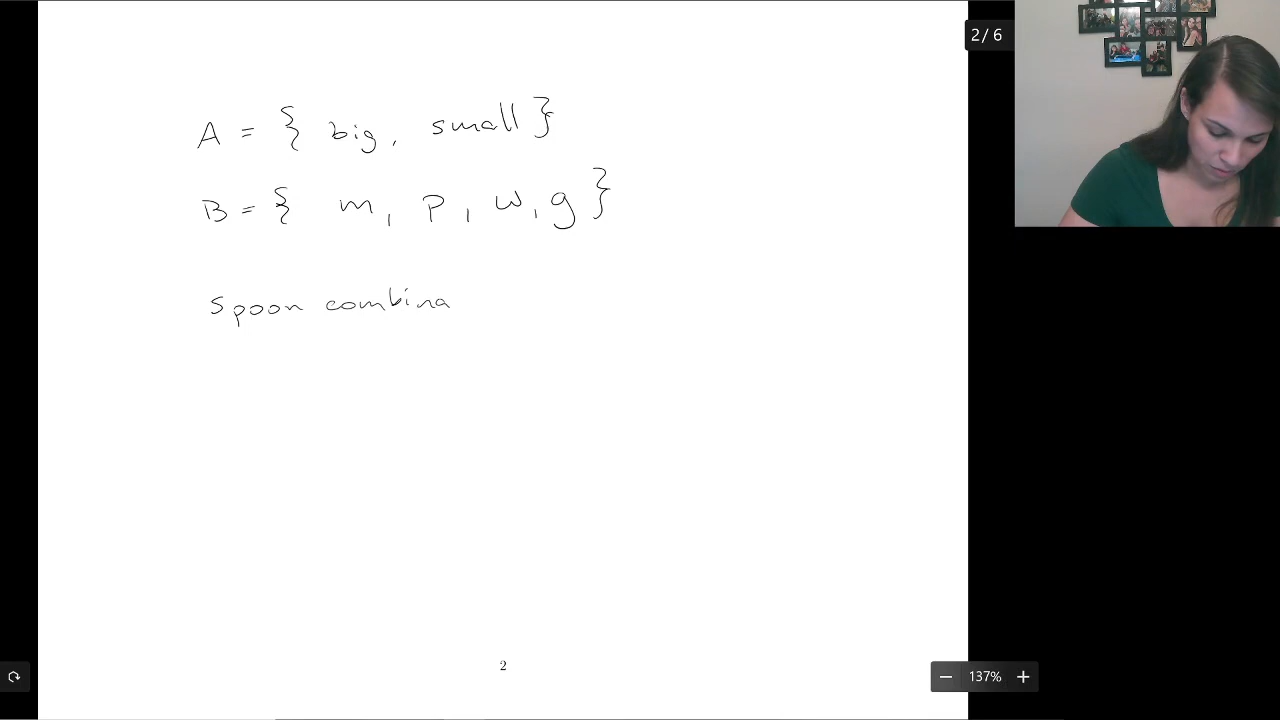 2/6
A = { big, small }
B = { m, p, w, g }
spoon combina
2
137%